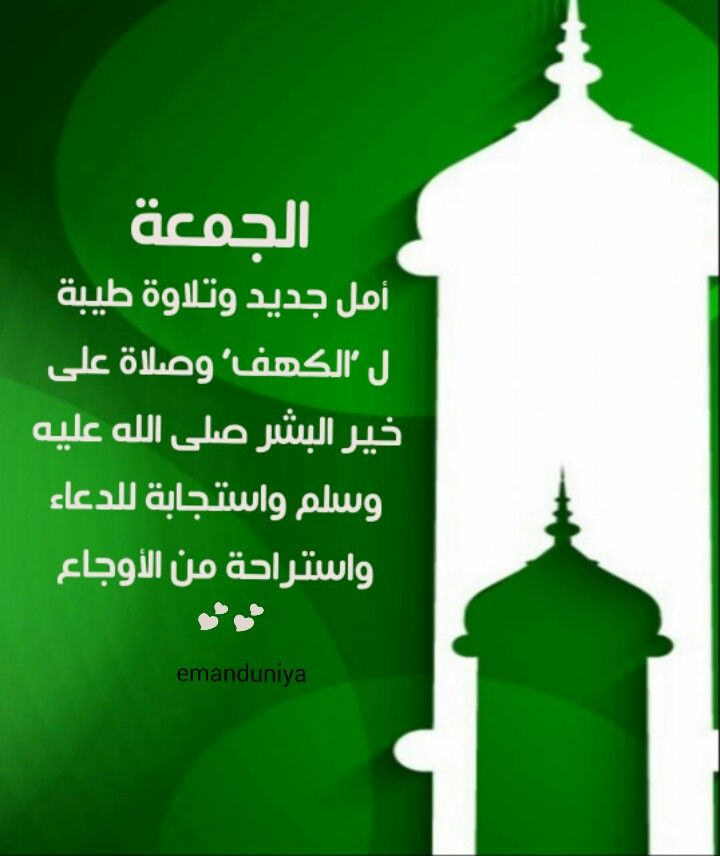 الجمعة
أمل جديد وتلاوة طيبة
ل ’الكهف‘ وصلاة على
خير البشر صلى الله عليه
وسلم واستجابة للدعاء
واستراحة من الأوجاع
💕💕
emanduniya